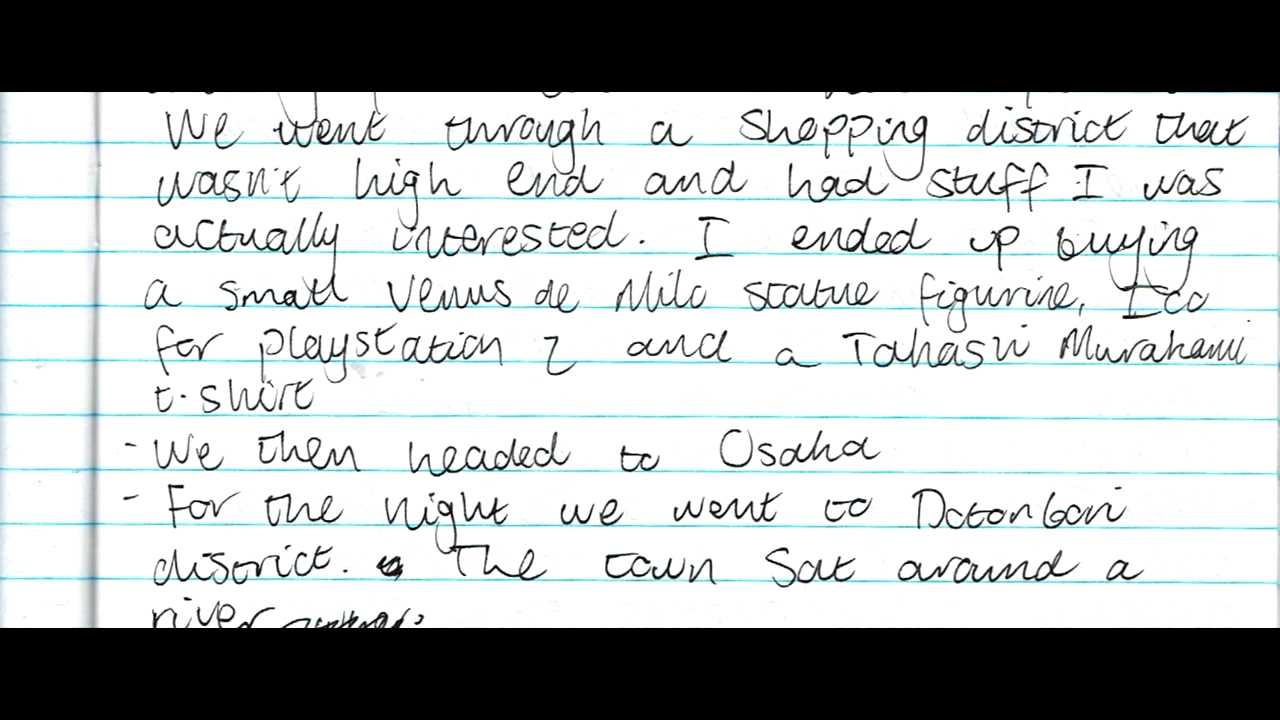 We went through a shopping district that
wasn't high end and had stuff I was
actually interested. I ended up buying
a small Venus de Milo statue figurine, Ico
for playstation 2 and a Takasi Murakami
t-shirt
- We then headed to Osaka
- For the night we went to Dotonbori
district. The town sat around a
river